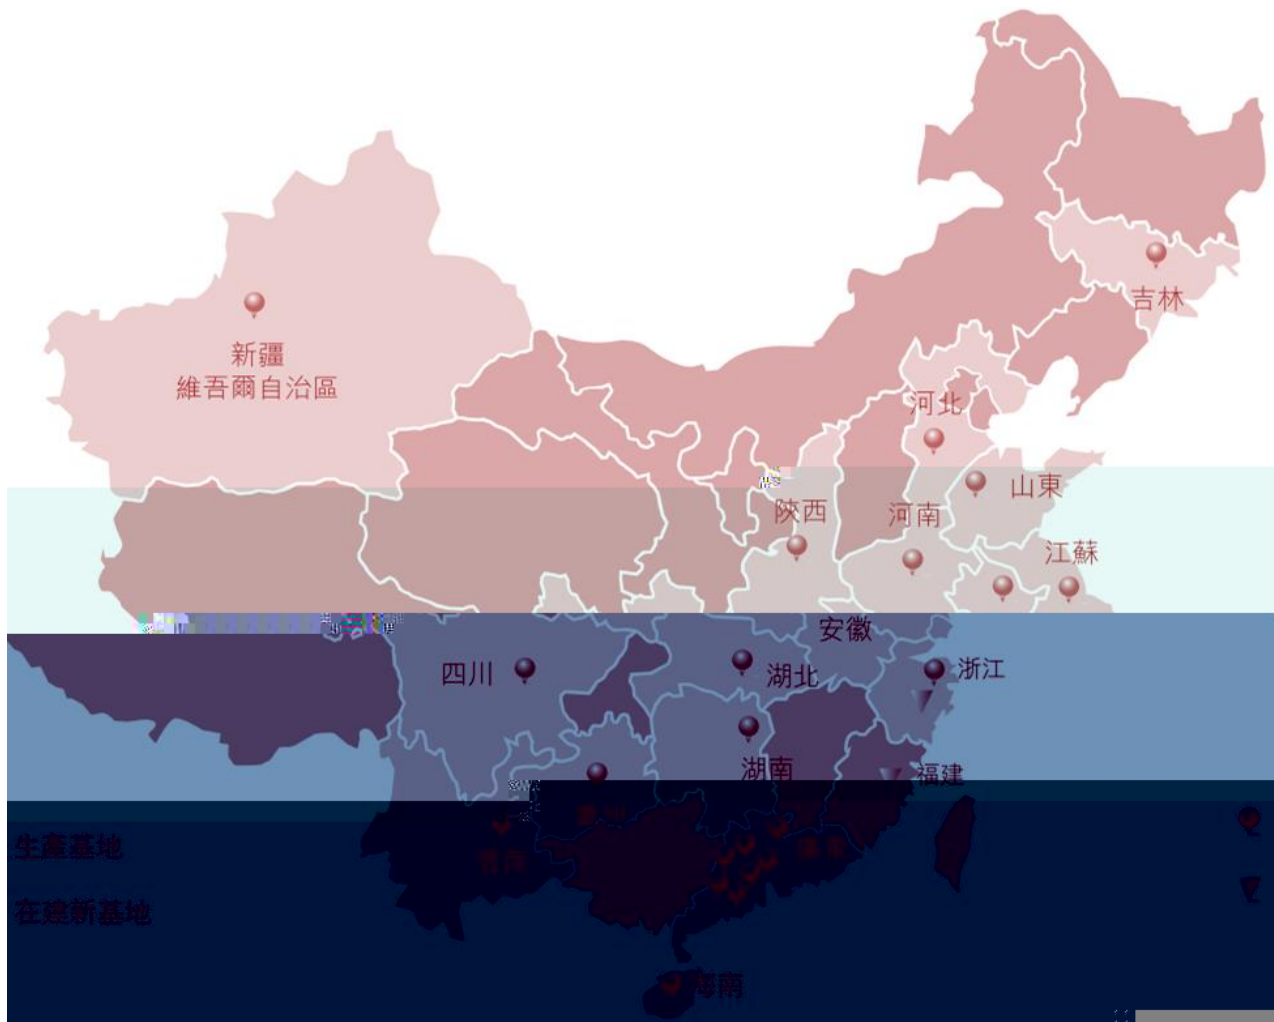 吉林
新疆
維吾爾自治區
河北
山東
陝西
河南
江蘇
安徽
四川
湖北
浙江
湖南
福建
生產基地
在建新基地
海南